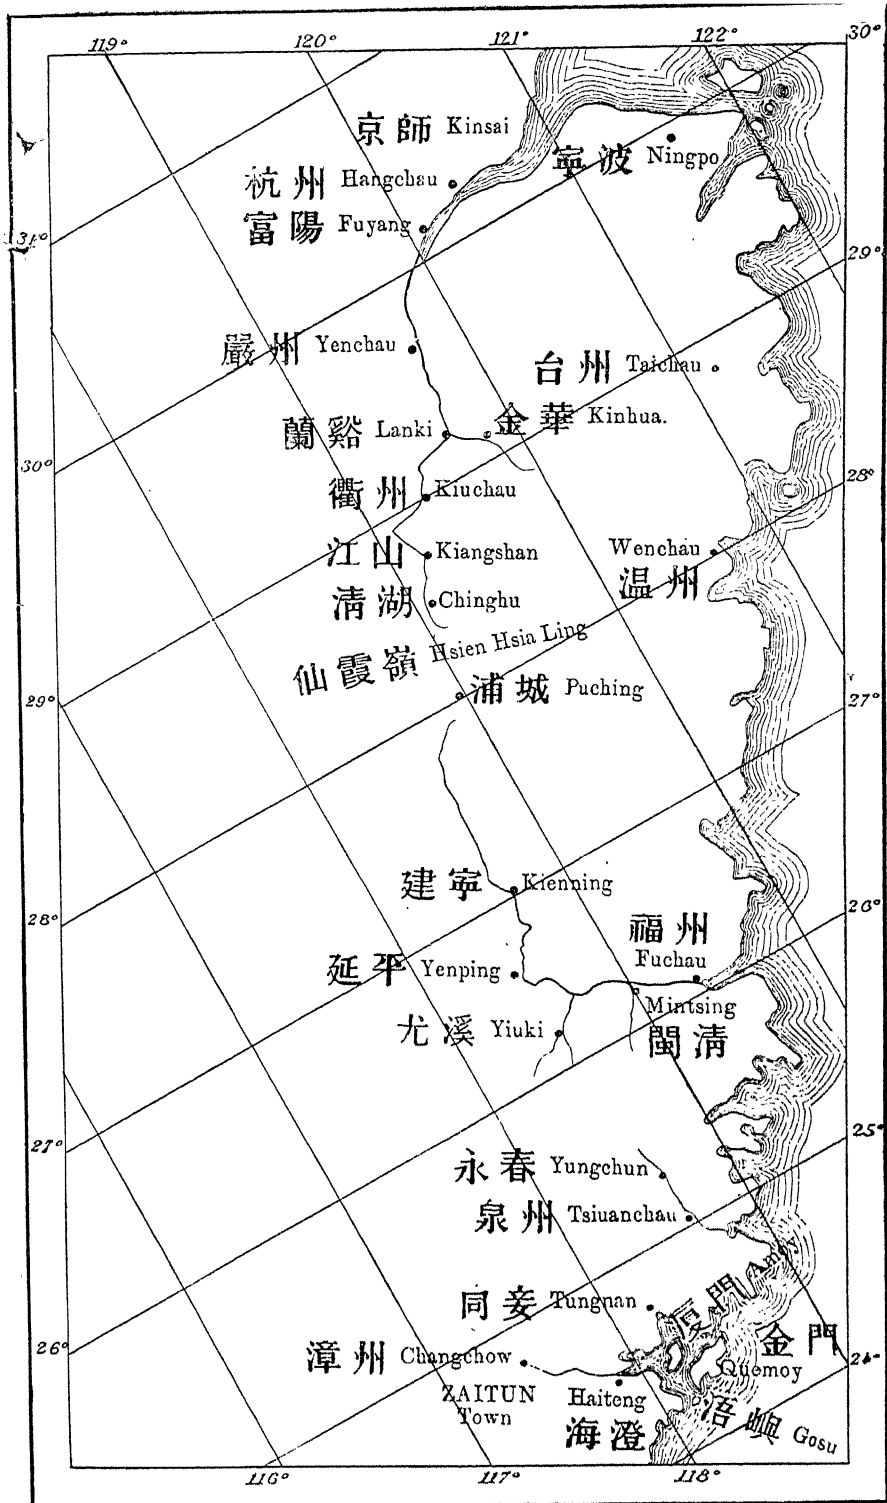 119° 120° 121° 122° 30°
京師 Kinsai
寧波 Ningpo
杭州 Hangchau
富陽 Fuyang
31°
29°
嚴州 Yenchau
台州 Taichau
金華 Kinhua.
蘭谿 Lanki
30°
28°
衢州 Kiuchau
江山 Kiangshan
Wenchau
温州
清湖 Chinghu
仙霞嶺 Hsien Hsia Ling
浦城 Puching
29°
27°
建寧 Kienning
28°
26°
福州
Fuchau
延平 Yenping
Mintsing
閩清
尤溪 Yiuki
27°
25°
永春 Yungchun
泉州 Tsiuanchau
厦門 Amoy
同安 Tungnan
金門
Quemoy
26°
24°
漳州 Changchow
ZAITUN
Town
Haiteng
海澄
浯嶼 Gosu
116° 117° 118°